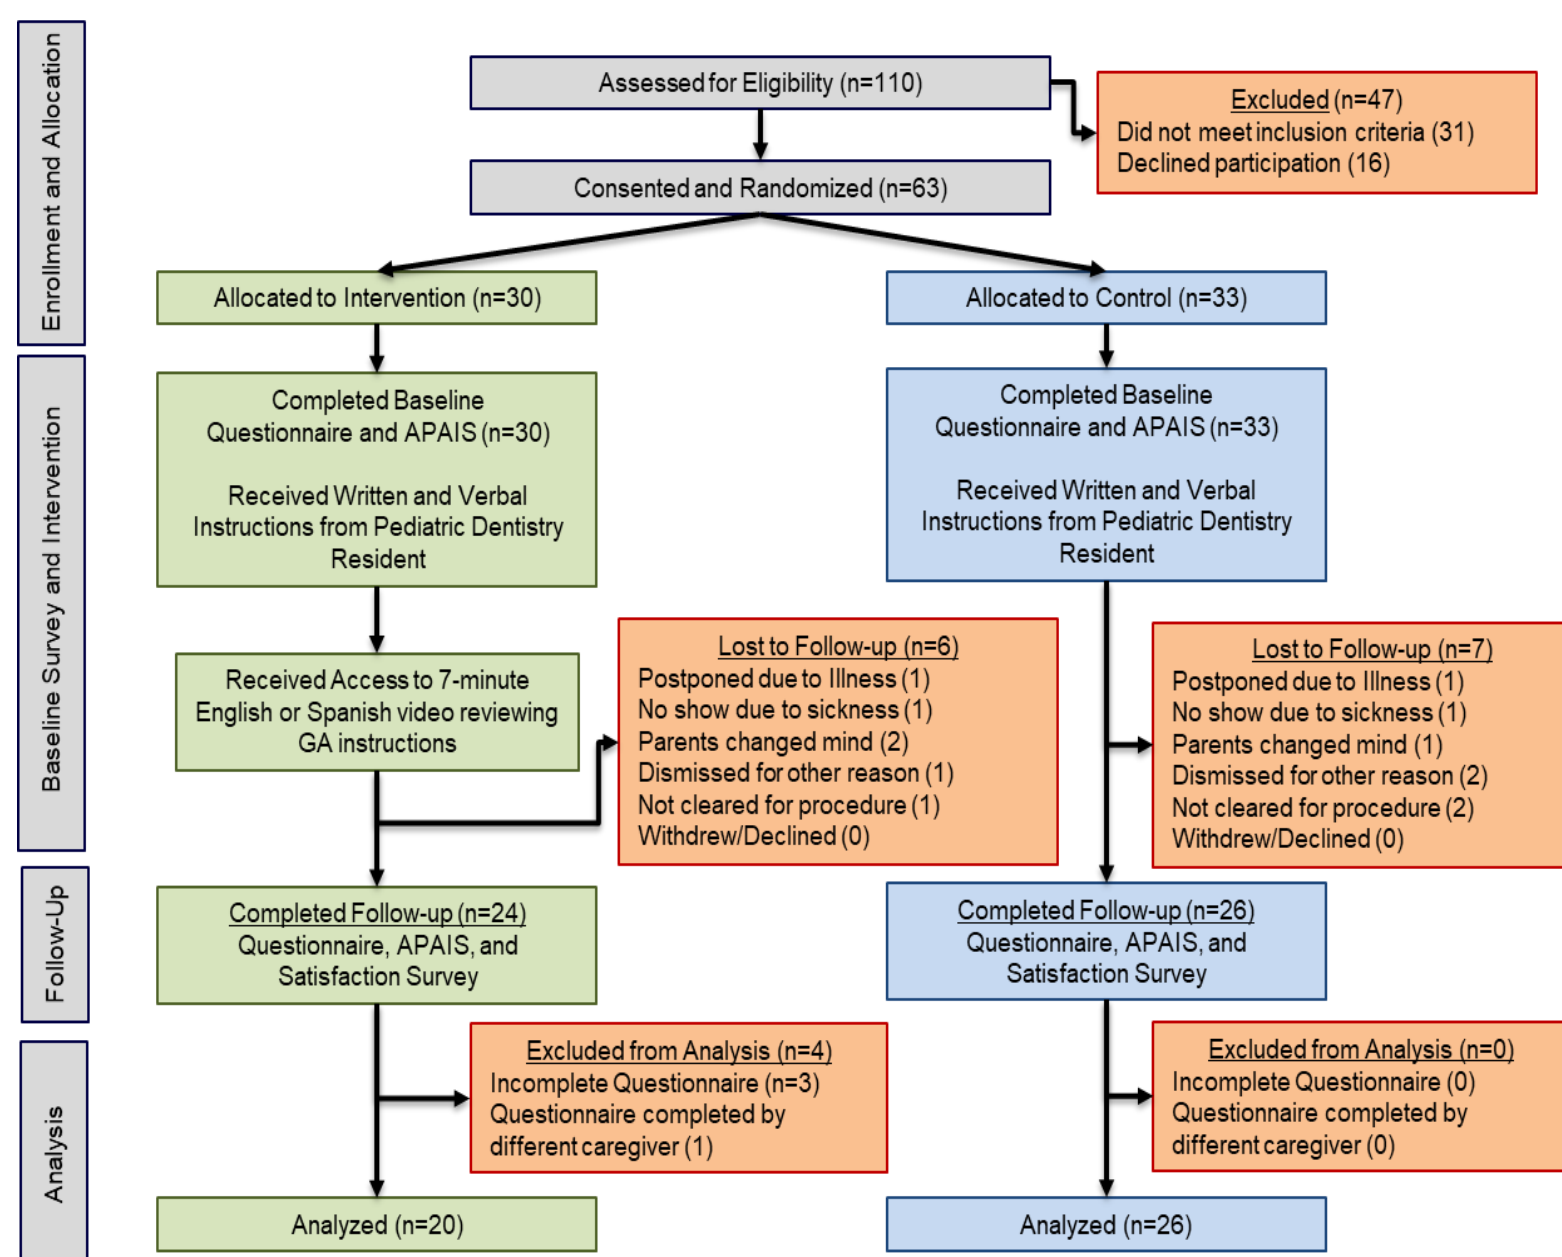 Enrollment and Allocation
Assessed for Eligibility (n=110)
Excluded (n=47)
Did not meet inclusion criteria (31)
Declined participation (16)
Consented and Randomized (n=63)
Allocated to Intervention (n=30)
Allocated to Control (n=33)
Baseline Survey and Intervention
Completed Baseline
Questionnaire and APAIS (n=30)
Received Written and Verbal
Instructions from Pediatric Dentistry
Resident
Completed Baseline
Questionnaire and APAIS (n=33)
Received Written and Verbal
Instructions from Pediatric Dentistry
Resident
Received Access to 7-minute
English or Spanish video reviewing
GA instructions
Lost to Follow-up (n=6)
Postponed due to Illness (1)
No show due to sickness (1)
Parents changed mind (2)
Dismissed for other reason (1)
Not cleared for procedure (1)
Withdrew/Declined (0)
Lost to Follow-up (n=7)
Postponed due to Illness (1)
No show due to sickness (1)
Parents changed mind (1)
Dismissed for other reason (2)
Not cleared for procedure (2)
Withdrew/Declined (0)
Follow-Up
Completed Follow-up (n=24)
Questionnaire, APAIS, and
Satisfaction Survey
Completed Follow-up (n=26)
Questionnaire, APAIS, and
Satisfaction Survey
Analysis
Excluded from Analysis (n=4)
Incomplete Questionnaire (n=3)
Questionnaire completed by
different caregiver (1)
Excluded from Analysis (n=0)
Incomplete Questionnaire (0)
Questionnaire completed by
different caregiver (0)
Analyzed (n=20)
Analyzed (n=26)